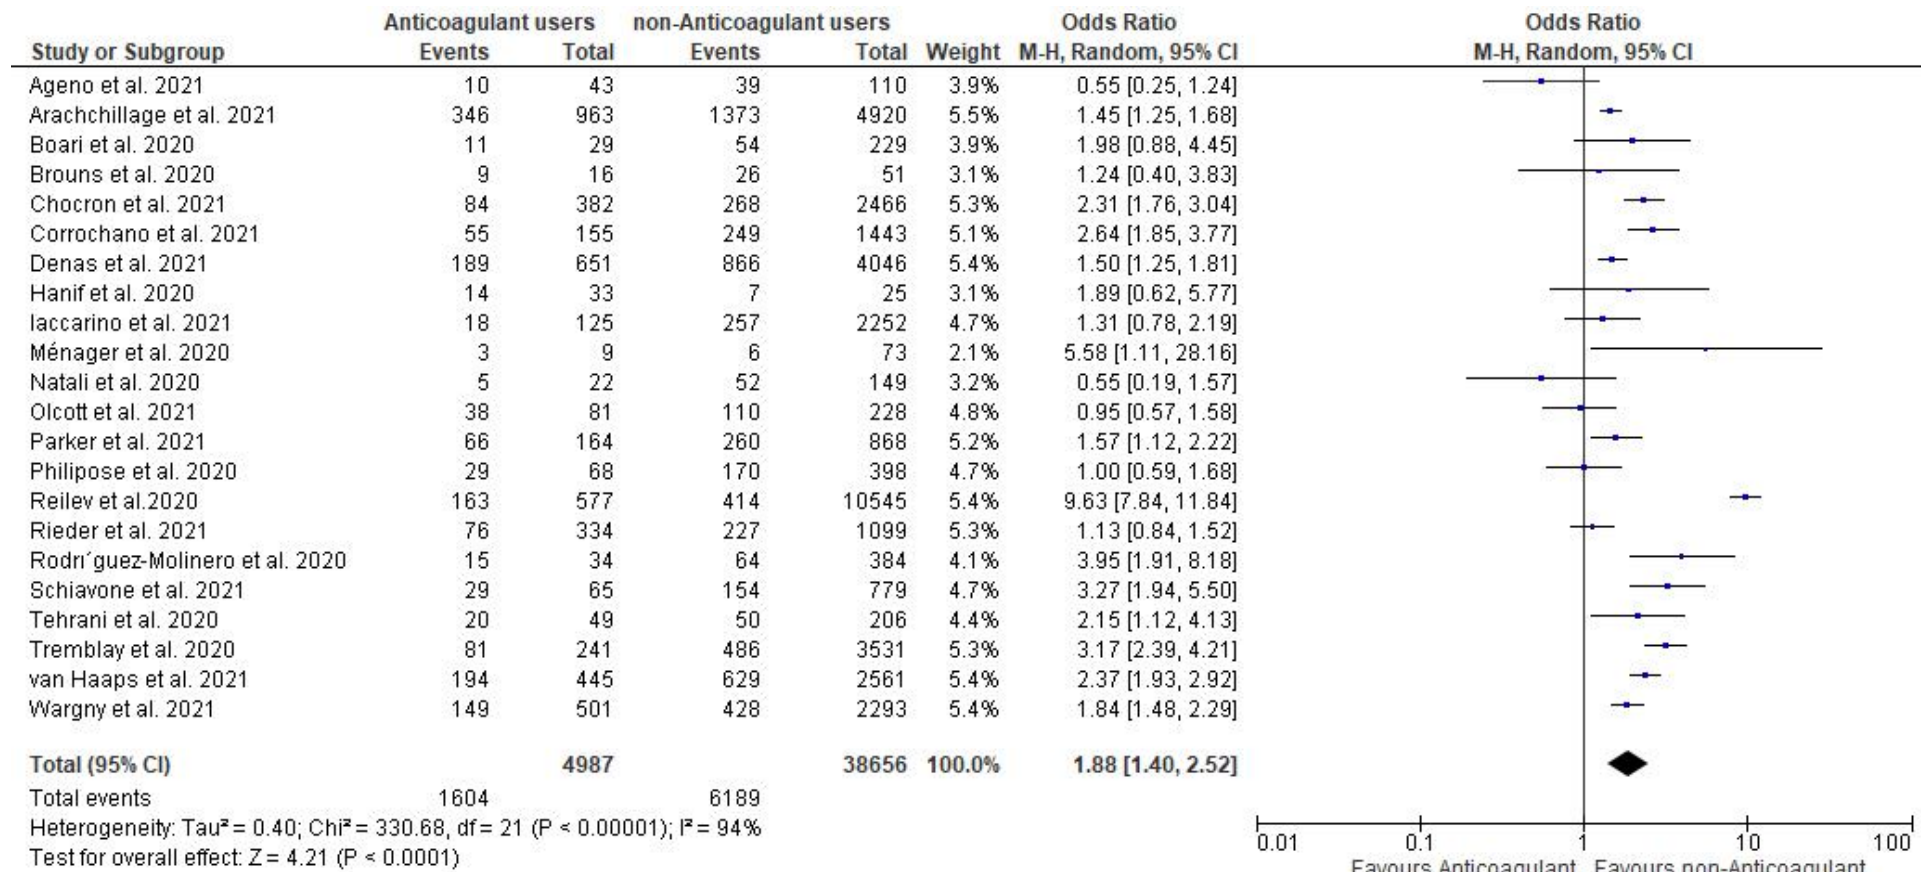 Anticoagulant users non-Anticoagulant users Odds Ratio Odds Ratio
Study or Subgroup Events Total Events Total Weight M-H, Random, 95% CI M-H, Random, 95% CI
Ageno et al. 2021 10 43 39 110 3.9% 0.55 [0.25, 1.24]
Arachchillage et al. 2021 346 963 1373 4920 5.5% 1.45 [1.25, 1.68]
Boari et al. 2020 11 29 54 229 3.9% 1.98 [0.88, 4.45]
Brouns et al. 2020 9 16 26 51 3.1% 1.24 [0.40, 3.83]
Chocron et al. 2021 84 382 268 2466 5.3% 2.31 [1.76, 3.04]
Corrochano et al. 2021 55 155 249 1443 5.1% 2.64 [1.85, 3.77]
Denas et al. 2021 189 651 866 4046 5.4% 1.50 [1.25, 1.81]
Hanif et al. 2020 14 33 7 25 3.1% 1.89 [0.62, 5.77]
Iaccarino et al. 2021 18 125 257 2252 4.7% 1.31 [0.78, 2.19]
Ménager et al. 2020 3 9 6 73 2.1% 5.58 [1.11, 28.16]
Natali et al. 2020 5 22 52 149 3.2% 0.55 [0.19, 1.57]
Olcott et al. 2021 38 81 110 228 4.8% 0.95 [0.57, 1.58]
Parker et al. 2021 66 164 260 868 5.2% 1.57 [1.12, 2.22]
Philipose et al. 2020 29 68 170 398 4.7% 1.00 [0.59, 1.68]
Reilev et al.2020 163 577 414 10545 5.4% 9.63 [7.84, 11.84]
Rieder et al. 2021 76 334 227 1099 5.3% 1.13 [0.84, 1.52]
Rodrı´guez-Molinero et al. 2020 15 34 64 384 4.1% 3.95 [1.91, 8.18]
Schiavone et al. 2021 29 65 154 779 4.7% 3.27 [1.94, 5.50]
Tehrani et al. 2020 20 49 50 206 4.4% 2.15 [1.12, 4.13]
Tremblay et al. 2020 81 241 486 3531 5.3% 3.17 [2.39, 4.21]
van Haaps et al. 2021 194 445 629 2561 5.4% 2.37 [1.93, 2.92]
Wargny et al. 2021 149 501 428 2293 5.4% 1.84 [1.48, 2.29]
Total (95% CI) 4987 38656 100.0% 1.88 [1.40, 2.52]
Total events 1604 6189
Heterogeneity: Tau² = 0.40; Chi² = 330.68, df = 21 (P < 0.00001); I² = 94%
Test for overall effect: Z = 4.21 (P < 0.0001)
0.01 0.1 1 10 100
Favours Anticoagulant Favours non-Anticoagulant